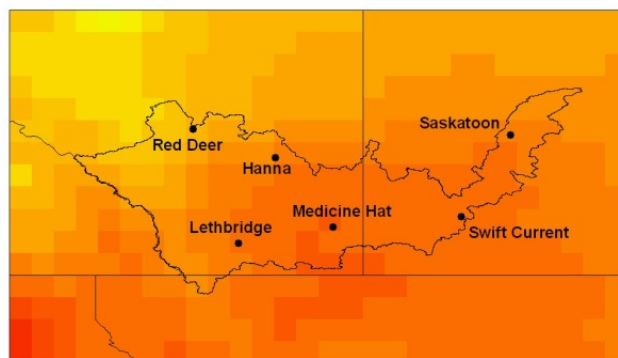 Saskatoon
Red Deer
Hanna
Medicine Hat
Lethbridge
Swift Current